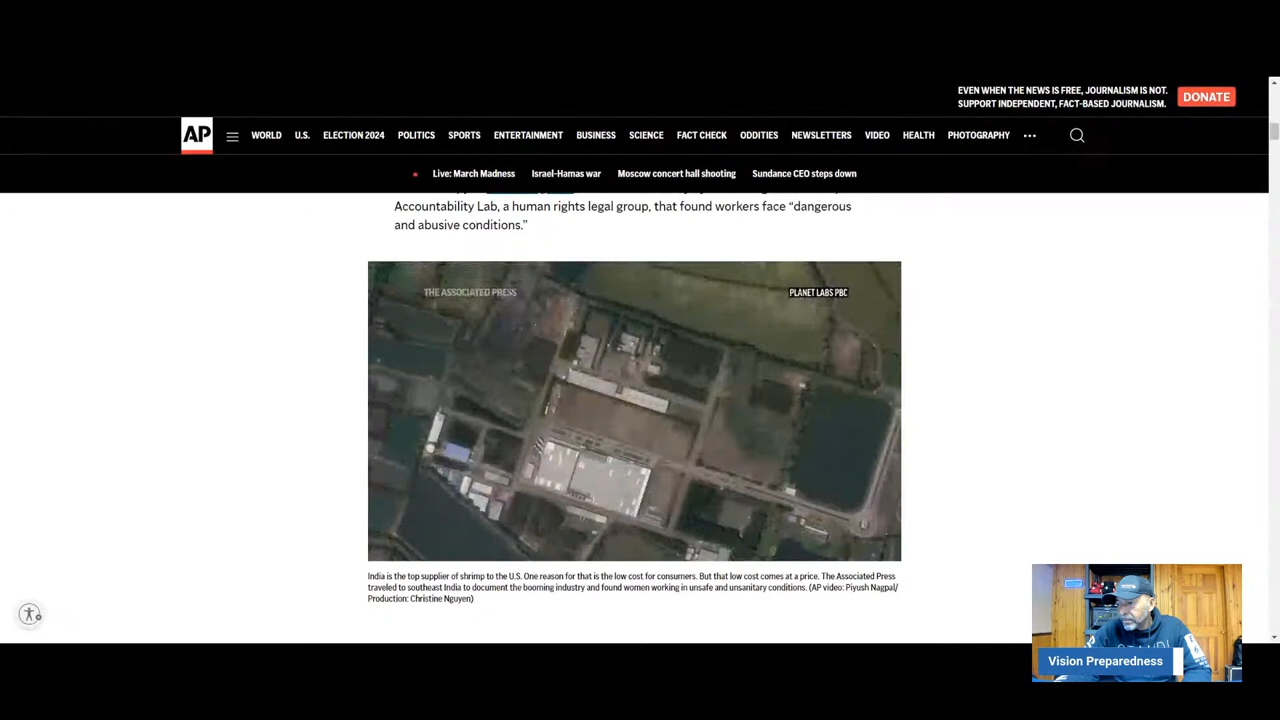 EVEN WHEN THE NEWS IS FREE, JOURNALISM IS NOT.
SUPPORT INDEPENDENT, FACT-BASED JOURNALISM.
DONATE
AP
WORLD U.S. ELECTION 2024 POLITICS SPORTS ENTERTAINMENT BUSINESS SCIENCE FACT CHECK ODDITIES NEWSLETTERS VIDEO HEALTH PHOTOGRAPHY
Live: March Madness Israel-Hamas war Moscow concert hall shooting Sundance CEO steps down
Accountability Lab, a human rights legal group, that found workers face “dangerous
and abusive conditions.”
THE ASSOCIATED PRESS
PLANET LABS PBC
India is the top supplier of shrimp to the U.S. One reason for that is the low cost for consumers. But that low cost comes at a price. The Associated Press
traveled to southeast India to document the booming industry and found women working in unsafe and unsanitary conditions. (AP video: Piyush Nagpal/
Production: Christine Nguyen)
Vision Preparedness